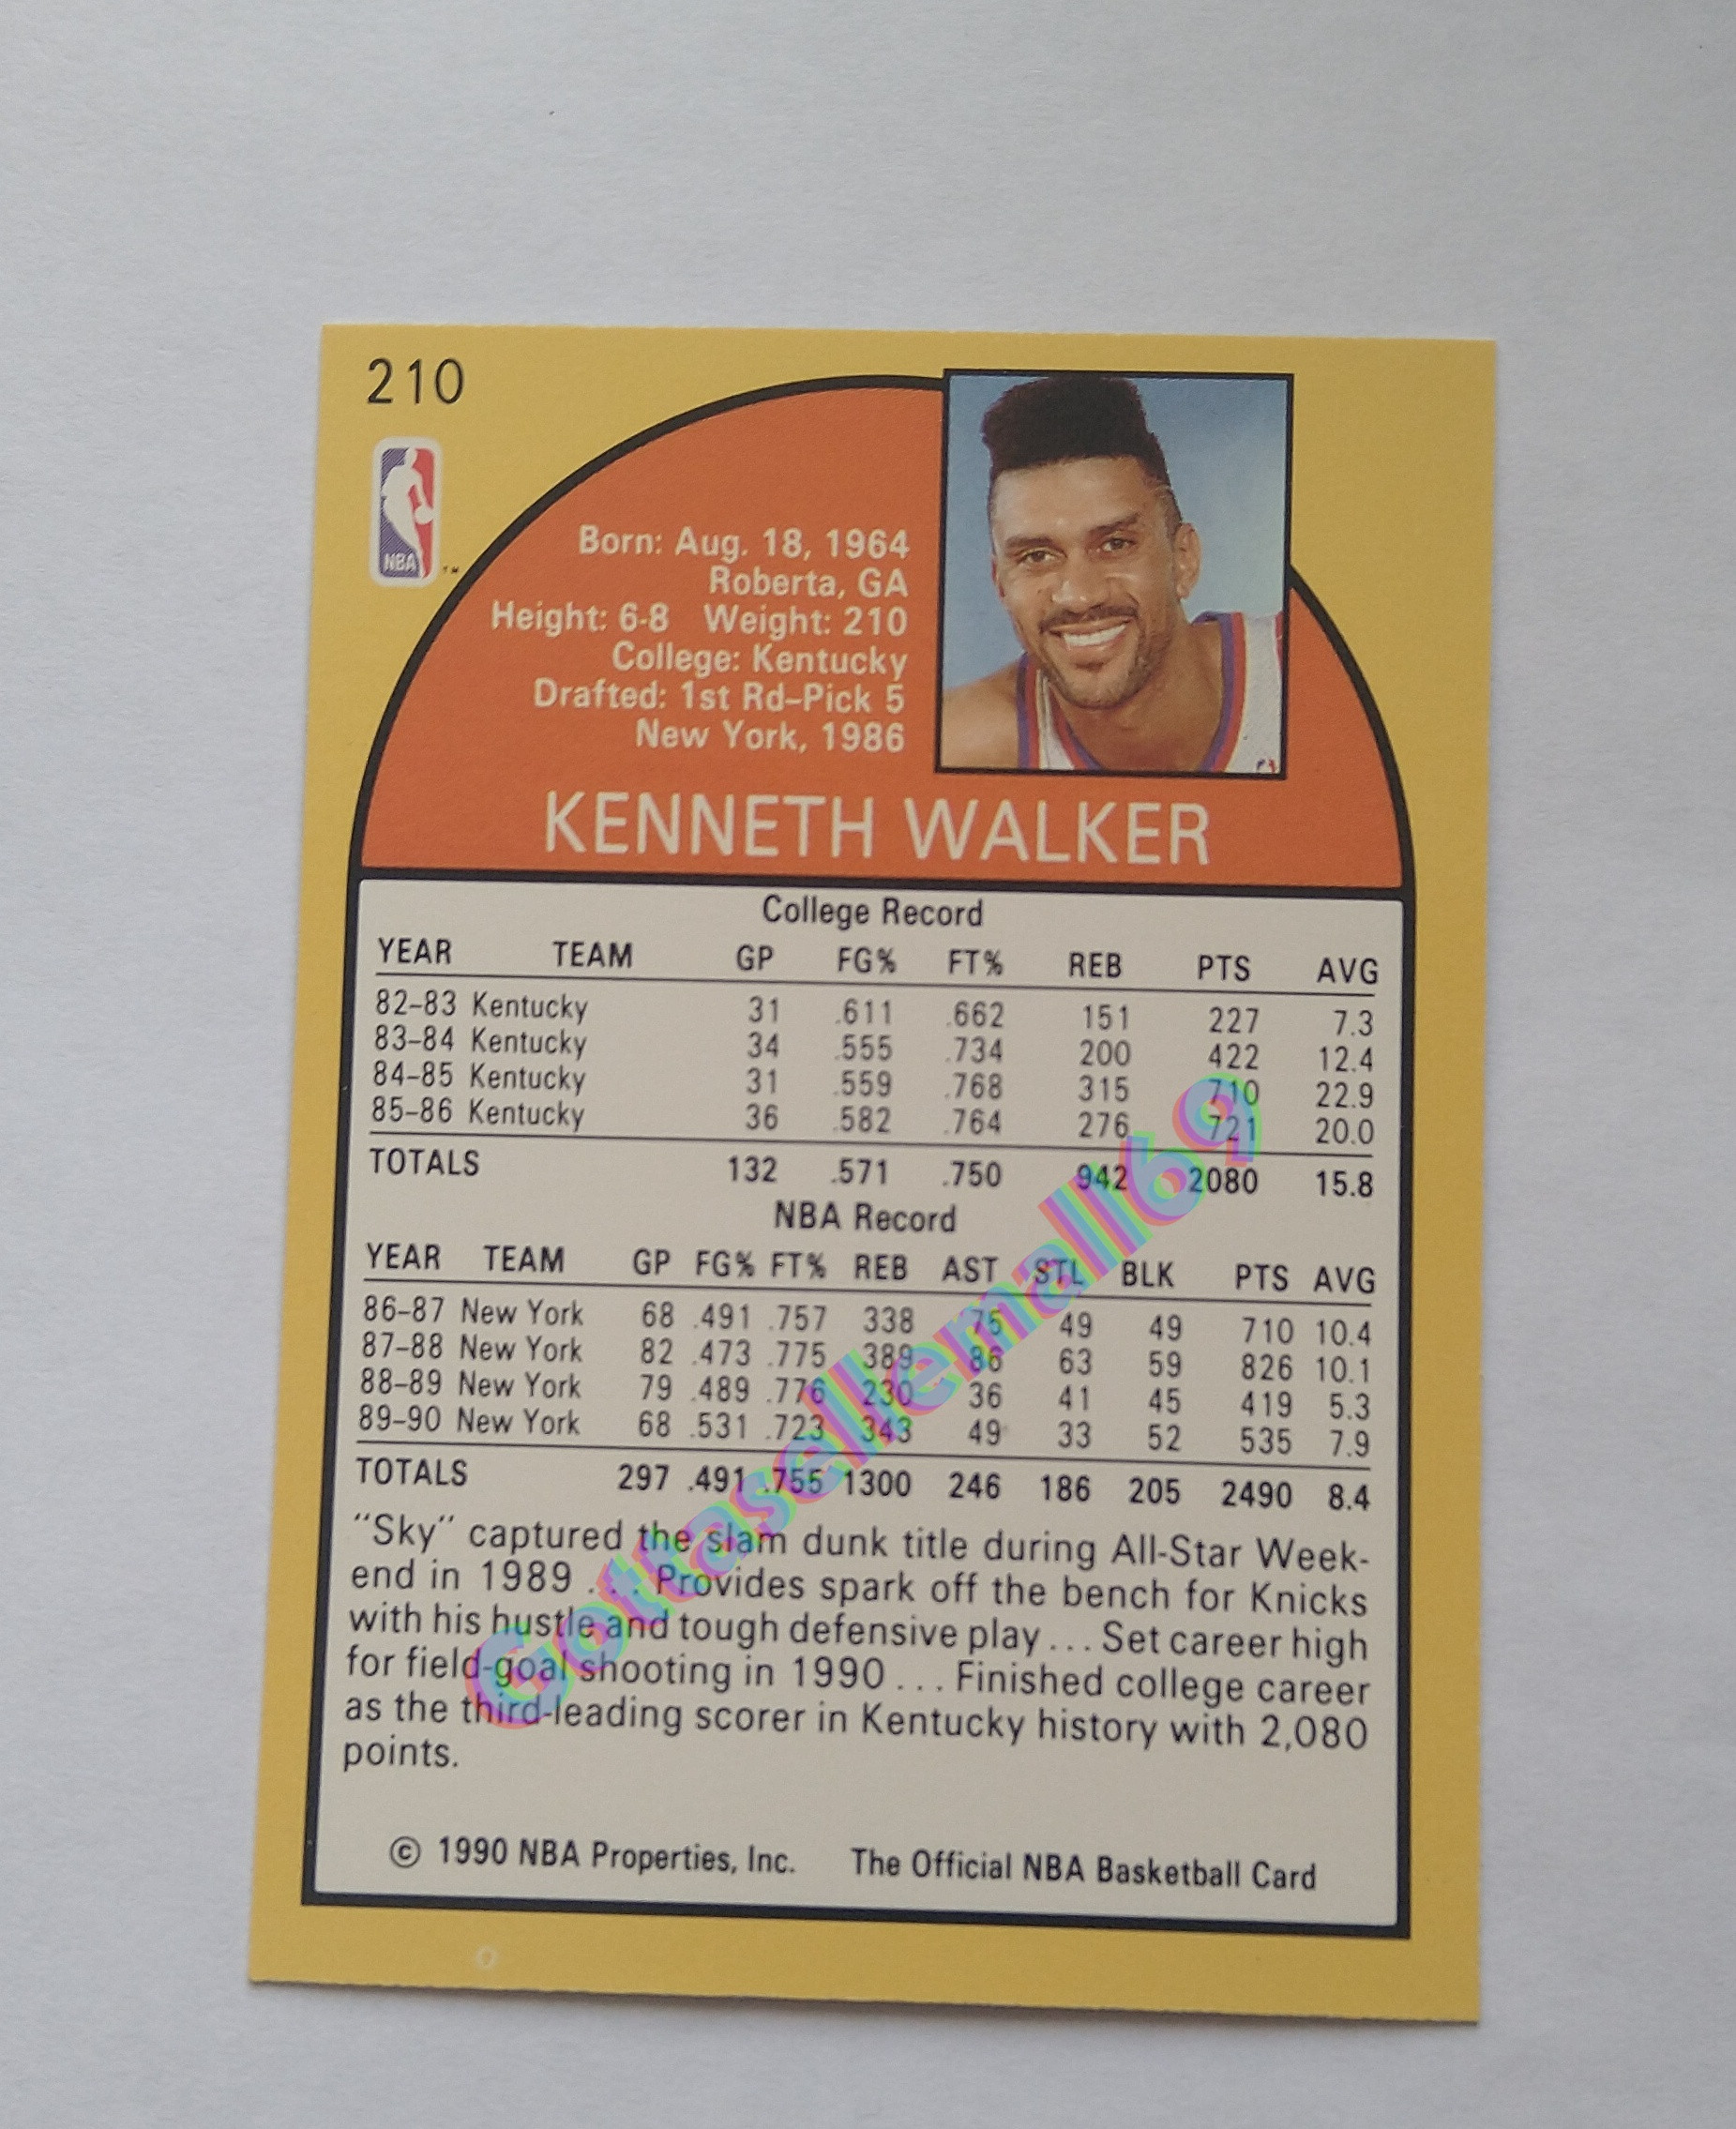 210
NBA
TM
Born: Aug. 18, 1964
Roberta, GA
Height: 6-8 Weight: 210
College: Kentucky
Drafted: 1st Rd–Pick 5
New York, 1986
KENNETH WALKER
College Record
YEAR TEAM GP FG% FT% REB PTS AVG
82–83 Kentucky 31 .611 .662 151 227 7.3
83–84 Kentucky 34 .555 .734 200 422 12.4
84–85 Kentucky 31 .559 .768 315 710 22.9
85–86 Kentucky 36 .582 .764 276 721 20.0
TOTALS 132 .571 .750 942 2080 15.8
NBA Record
YEAR TEAM GP FG% FT% REB AST STL BLK PTS AVG
86–87 New York 68 .491 .757 338 75 49 49 710 10.4
87–88 New York 82 .473 .775 389 86 63 59 826 10.1
88–89 New York 79 .489 .776 230 36 41 45 419 5.3
89–90 New York 68 .531 .723 343 49 33 52 535 7.9
TOTALS 297 .491 .755 1300 246 186 205 2490 8.4
"Sky" captured the slam dunk title during All-Star Week-
end in 1989 . . . Provides spark off the bench for Knicks
with his hustle and tough defensive play . . . Set career high
for field-goal shooting in 1990 . . . Finished college career
as the third-leading scorer in Kentucky history with 2,080
points.
© 1990 NBA Properties, Inc. The Official NBA Basketball Card
Gottasellemall69